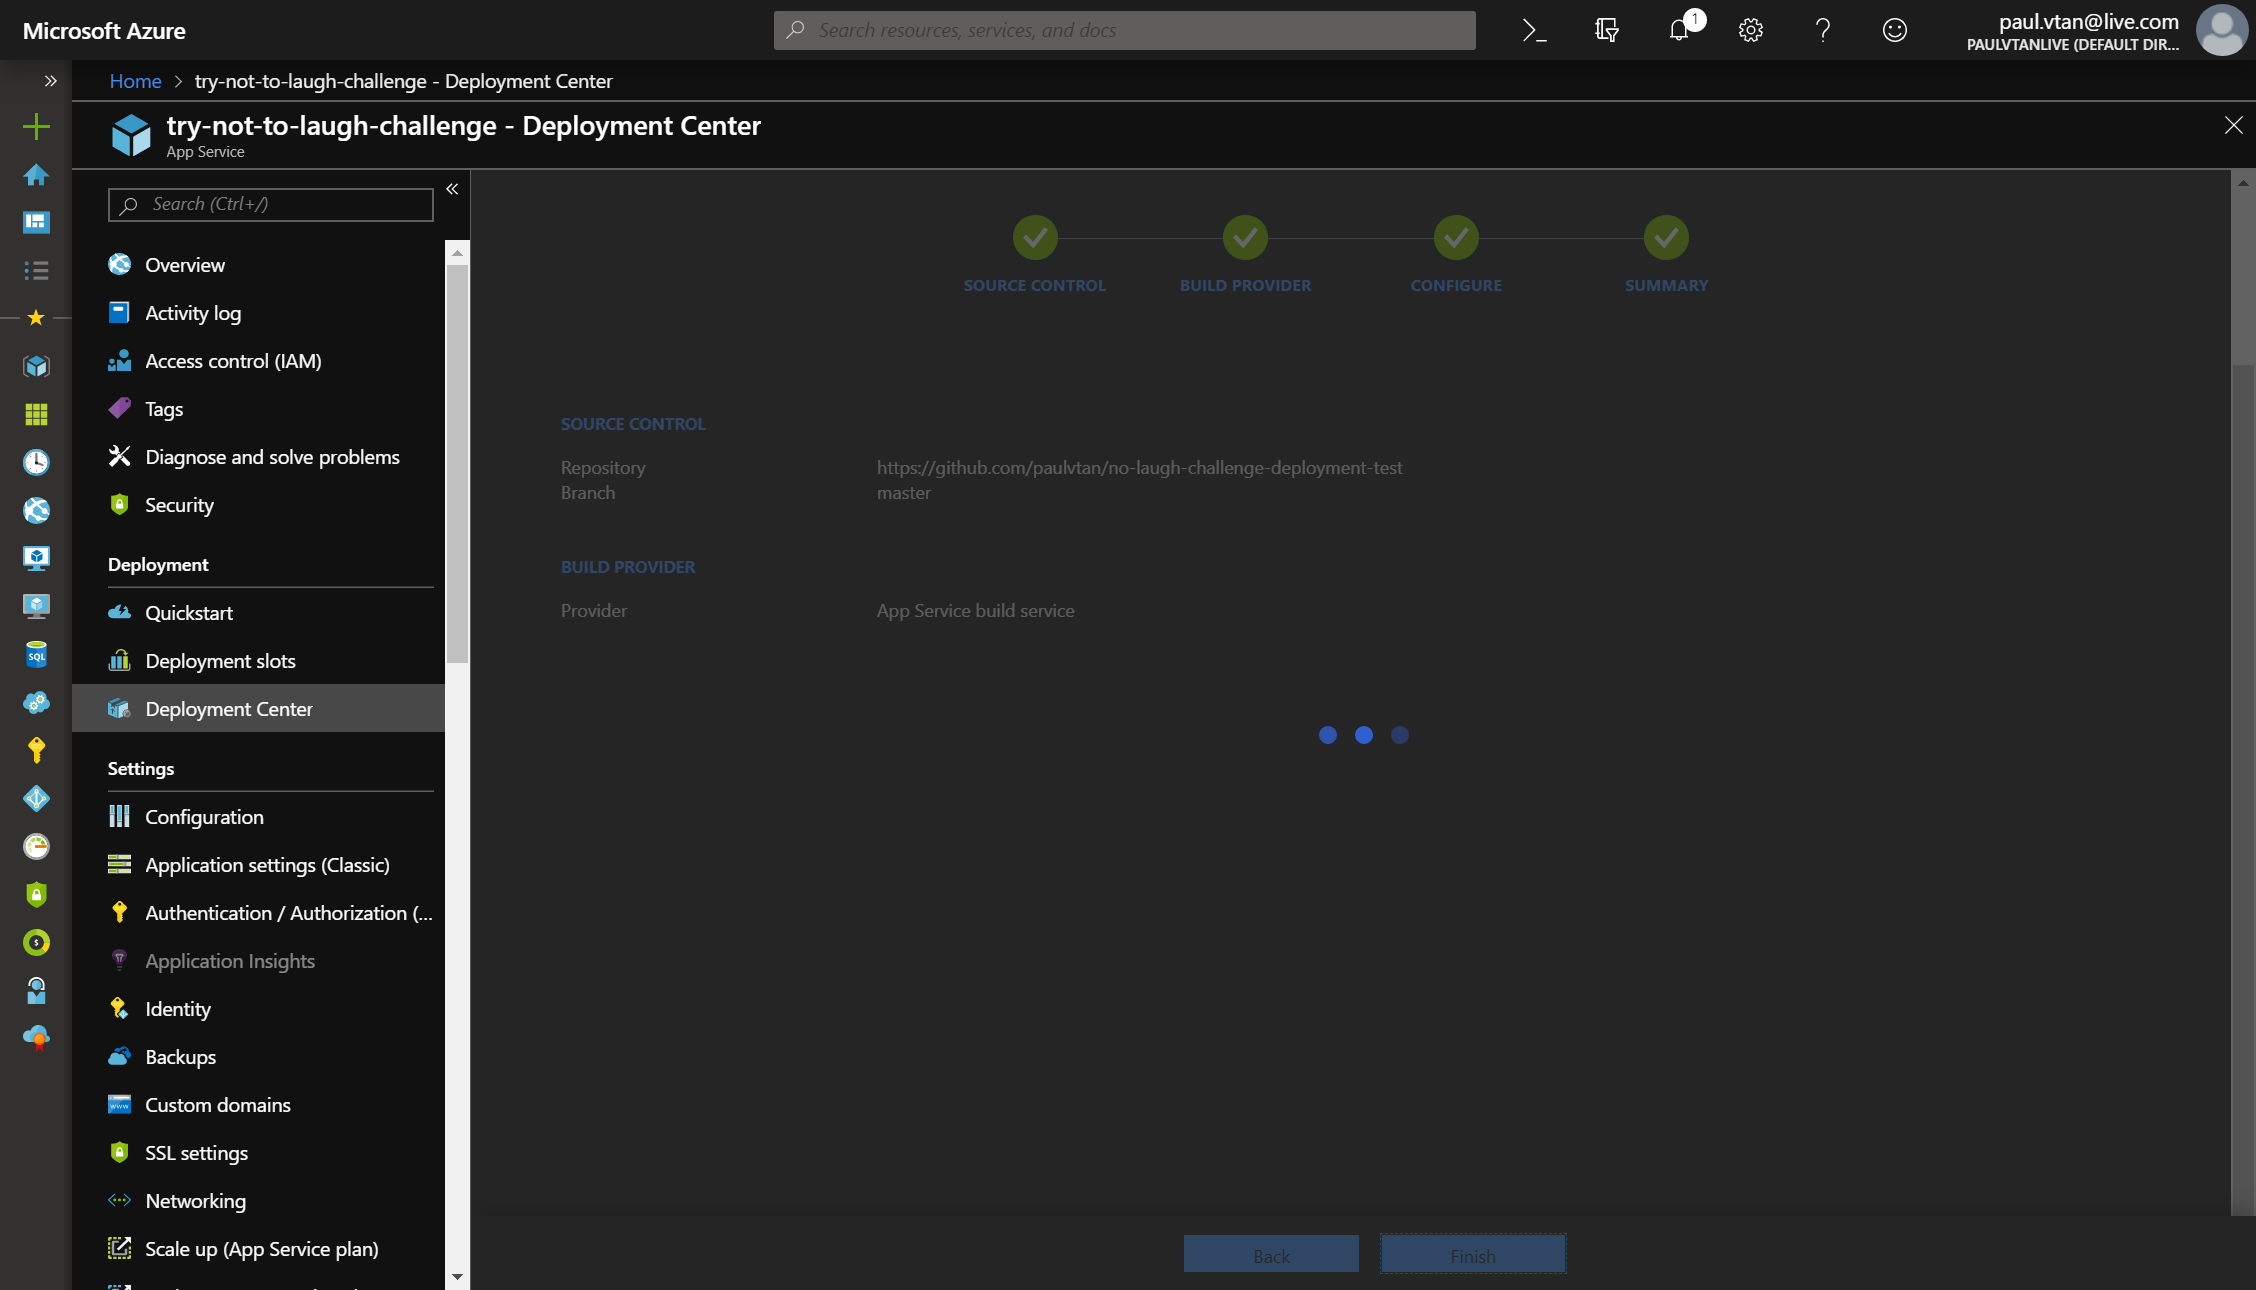 Microsoft Azure
Search resources, services, and docs
1
paul.vtan@live.com
PAULVTANLIVE (DEFAULT DIR...
Home > try-not-to-laugh-challenge - Deployment Center
try-not-to-laugh-challenge - Deployment Center
App Service
Search (Ctrl+/)
Overview
Activity log
Access control (IAM)
Tags
Diagnose and solve problems
Security
Deployment
Quickstart
Deployment slots
Deployment Center
Settings
Configuration
Application settings (Classic)
Authentication / Authorization (...
Application Insights
Identity
Backups
Custom domains
SSL settings
Networking
Scale up (App Service plan)
SQL
SOURCE CONTROL
BUILD PROVIDER
CONFIGURE
SUMMARY
SOURCE CONTROL
Repository https://github.com/paulvtan/no-laugh-challenge-deployment-test
Branch master
BUILD PROVIDER
Provider App Service build service
Back
Finish